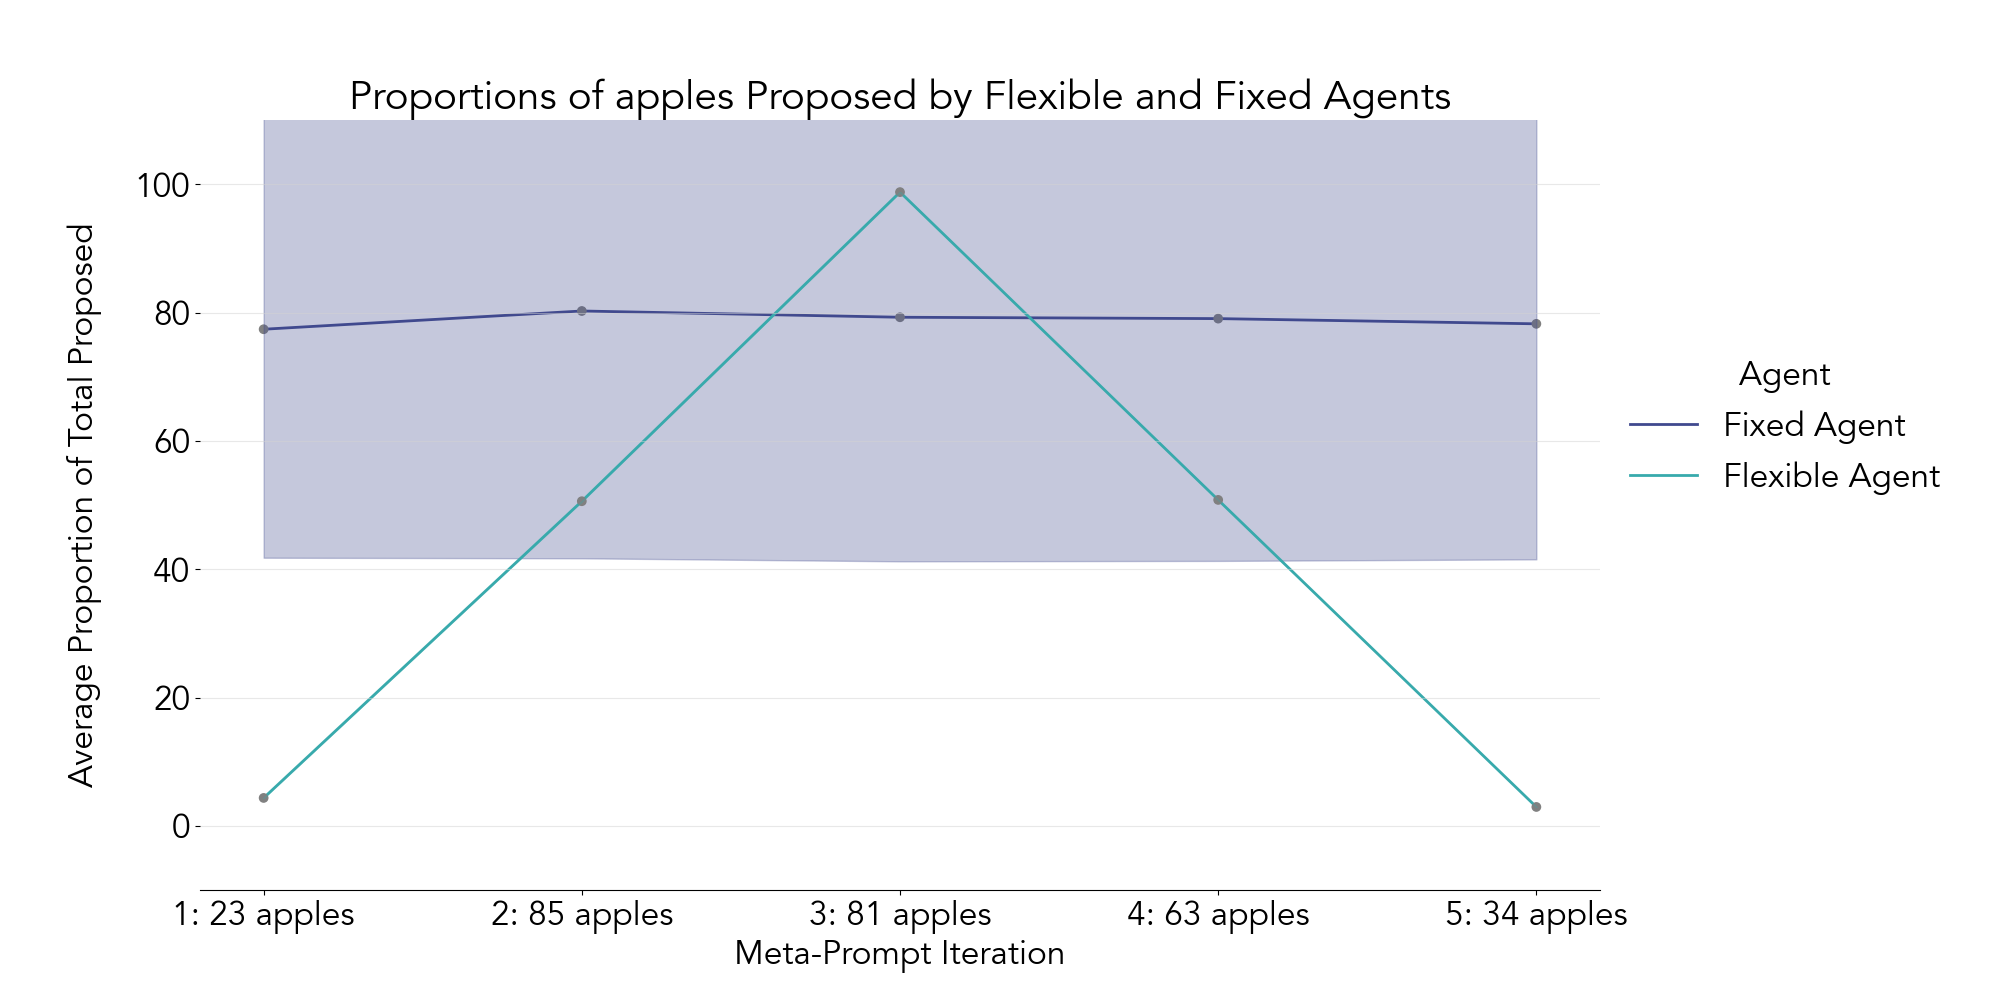 Proportions of apples Proposed by Flexible and Fixed Agents
Average Proportion of Total Proposed
100
80
60
40
20
0
1: 23 apples
2: 85 apples
3: 81 apples
4: 63 apples
5: 34 apples
Meta-Prompt Iteration
Agent
Fixed Agent
Flexible Agent